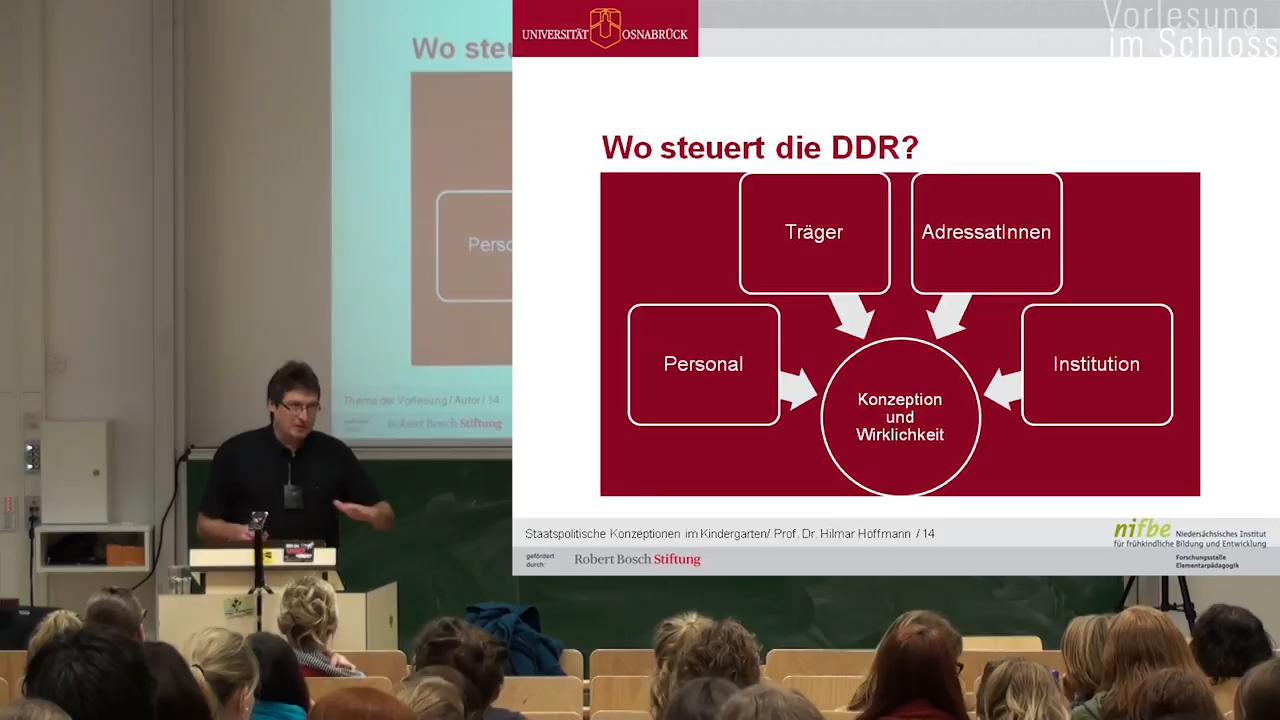 Wo steu
Perso
Thema der Vorlesung / Autor / 14
Robert Bosch Stiftung
UNIVERSITÄT OSNABRÜCK
Vorlesung
im Schloss
Wo steuert die DDR?
Träger
AdressatInnen
Personal
Institution
Konzeption
und
Wirklichkeit
Staatspolitische Konzeptionen im Kindergarten/ Prof. Dr. Hilmar Hoffmann / 14
gefördert
durch:
Robert Bosch Stiftung
nifbe Niedersächsisches Institut
für frühkindliche Bildung und Entwicklung
Forschungsstelle
Elementarpädagogik